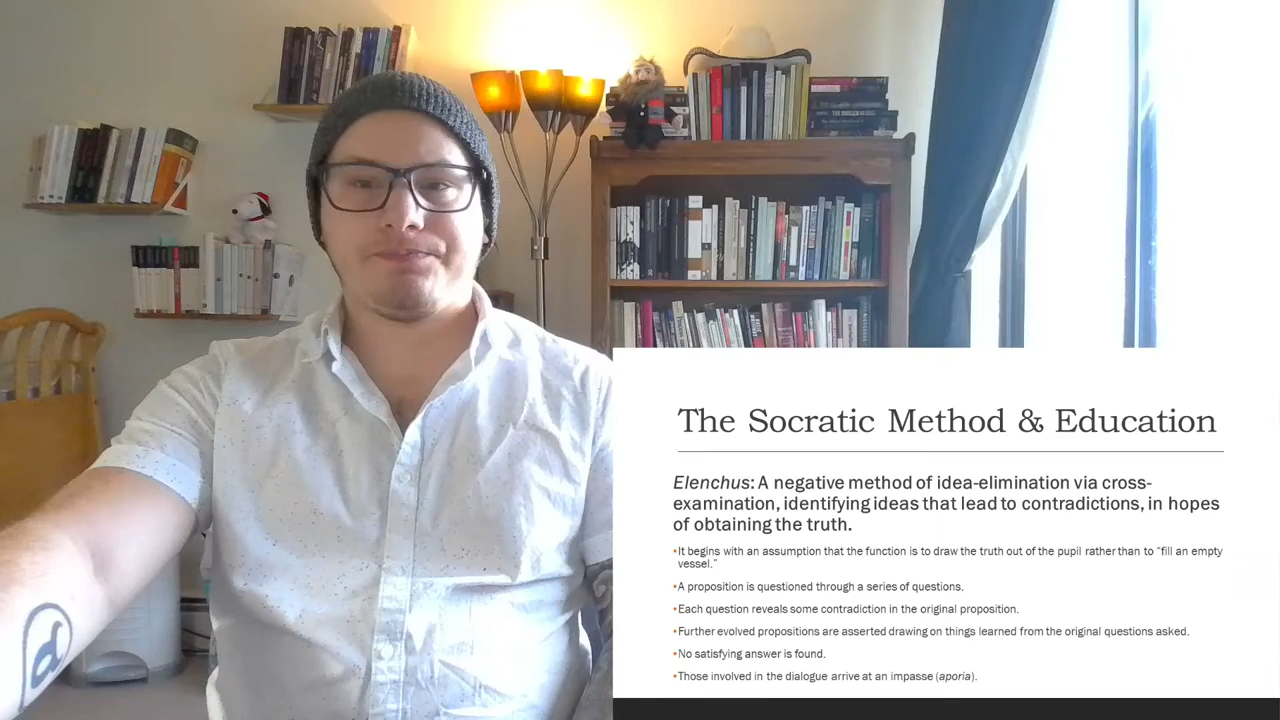 The Socratic Method & Education
Elenchus: A negative method of idea-elimination via cross-
examination, identifying ideas that lead to contradictions, in hopes
of obtaining the truth.
•It begins with an assumption that the function is to draw the truth out of the pupil rather than to “fill an empty
vessel.”
•A proposition is questioned through a series of questions.
•Each question reveals some contradiction in the original proposition.
•Further evolved propositions are asserted drawing on things learned from the original questions asked.
•No satisfying answer is found.
•Those involved in the dialogue arrive at an impasse (aporia).